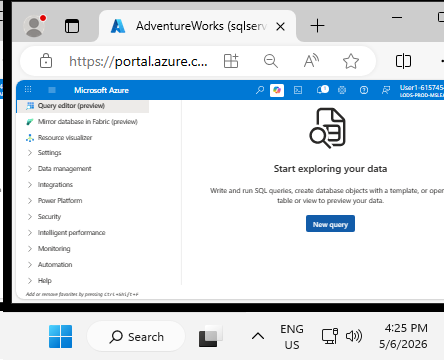 AdventureWorks (sqlserv
https://portal.azure.c...
Microsoft Azure
1
User1-615745
LODS-PROD-MSLEA
Query editor (preview)
Mirror database in Fabric (preview)
Resource visualizer
Settings
Data management
Integrations
Power Platform
Security
Intelligent performance
Monitoring
Automation
Help
Add or remove favorites by pressing Ctrl+Shift+F
Start exploring your data
Write and run SQL queries, create database objects with a template, or open
table or view to preview your data.
New query
Search
ENG
US
4:25 PM
5/6/2026